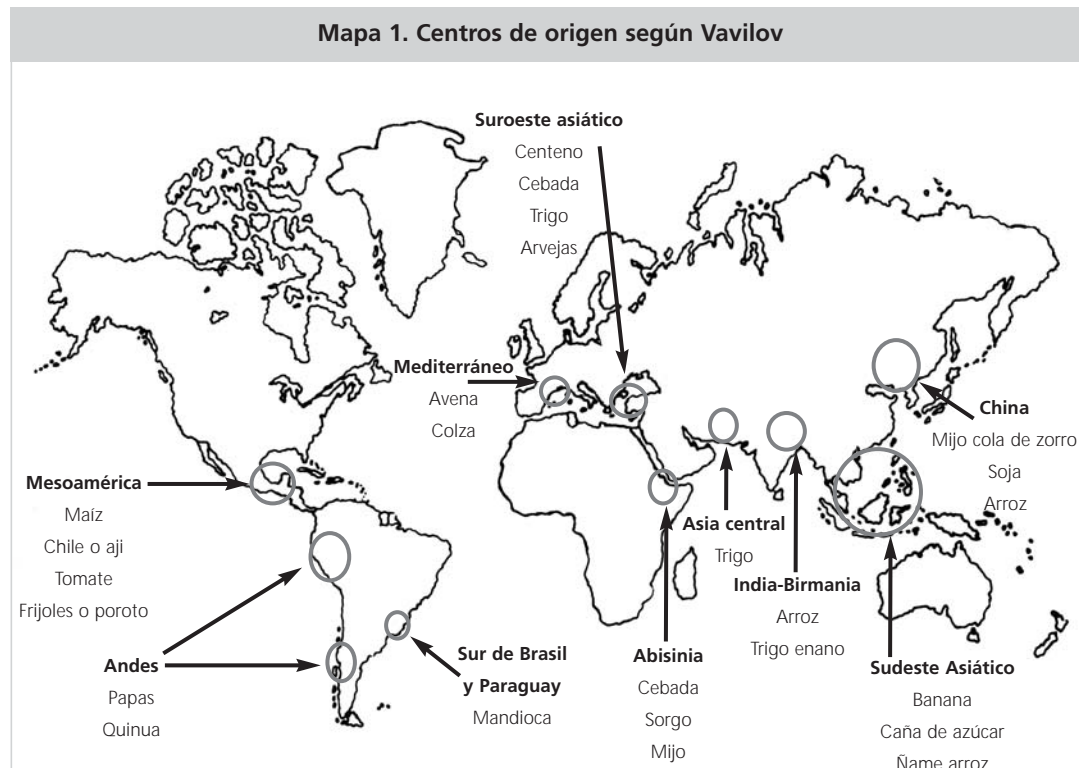 Mapa 1. Centros de origen según Vavilov
Suroeste asiático
Centeno
Cebada
Trigo
Arvejas
Mediterráneo
Avena
Colza
China
Mijo cola de zorro
Soja
Arroz
Mesoamérica
Maíz
Chile o aji
Tomate
Frijoles o poroto
Asia central
Trigo
India-Birmania
Arroz
Trigo enano
Andes
Papas
Quinua
Sur de Brasil
y Paraguay
Mandioca
Abisinia
Cebada
Sorgo
Mijo
Sudeste Asiático
Banana
Caña de azúcar
Ñame arroz